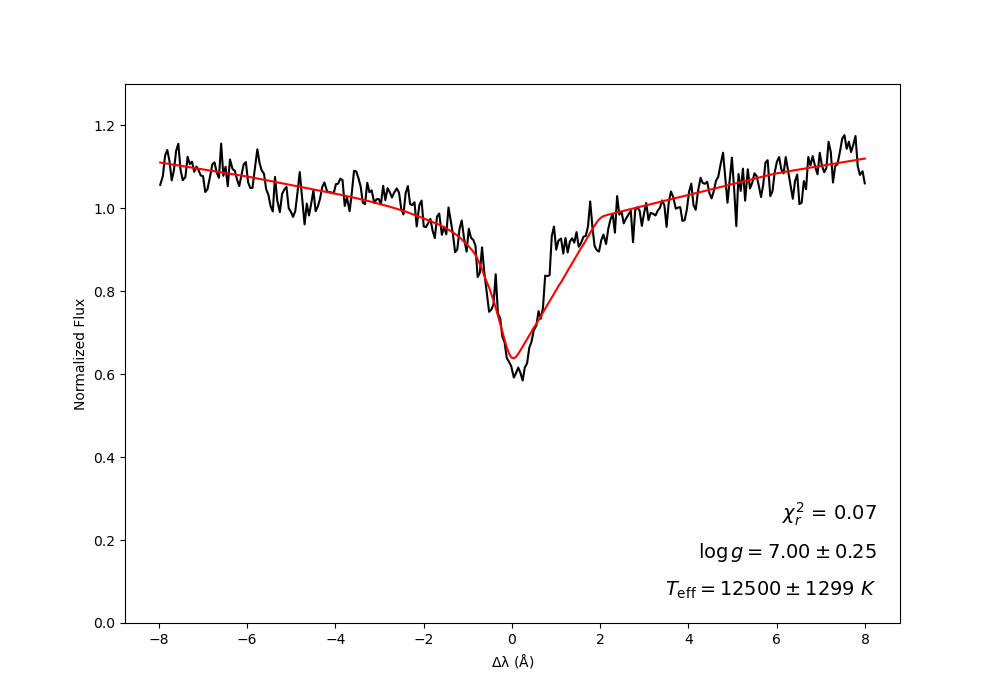 1.2
1.0
0.8
0.6
0.4
0.2
0.0
Normalized Flux
χ²ᵣ = 0.07
log g = 7.00 ± 0.25
T_eff = 12500 ± 1299 K
−8 −6 −4 −2 0 2 4 6 8
Δλ (Å)